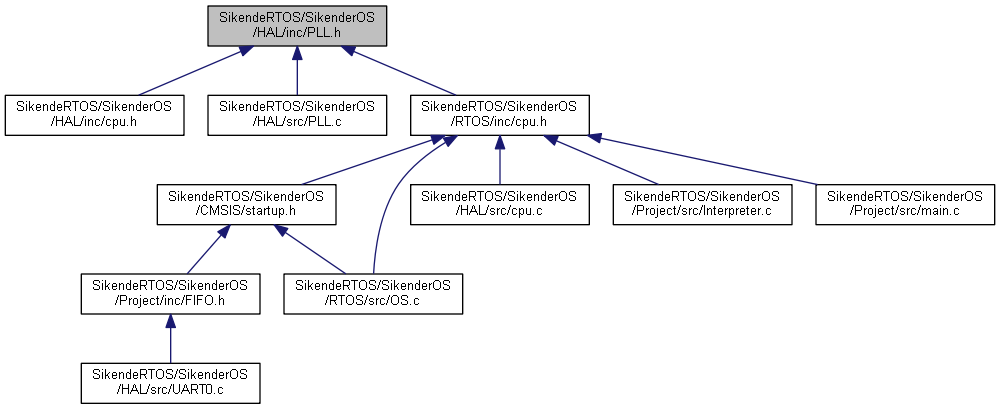 SikendeRTOS/SikenderOS
/HAL/inc/PLL.h
SikendeRTOS/SikenderOS
/HAL/inc/cpu.h
SikendeRTOS/SikenderOS
/HAL/src/PLL.c
SikendeRTOS/SikenderOS
/RTOS/inc/cpu.h
SikendeRTOS/SikenderOS
/CMSIS/startup.h
SikendeRTOS/SikenderOS
/HAL/src/cpu.c
SikendeRTOS/SikenderOS
/Project/src/Interpreter.c
SikendeRTOS/SikenderOS
/Project/src/main.c
SikendeRTOS/SikenderOS
/Project/inc/FIFO.h
SikendeRTOS/SikenderOS
/RTOS/src/OS.c
SikendeRTOS/SikenderOS
/HAL/src/UART0.c